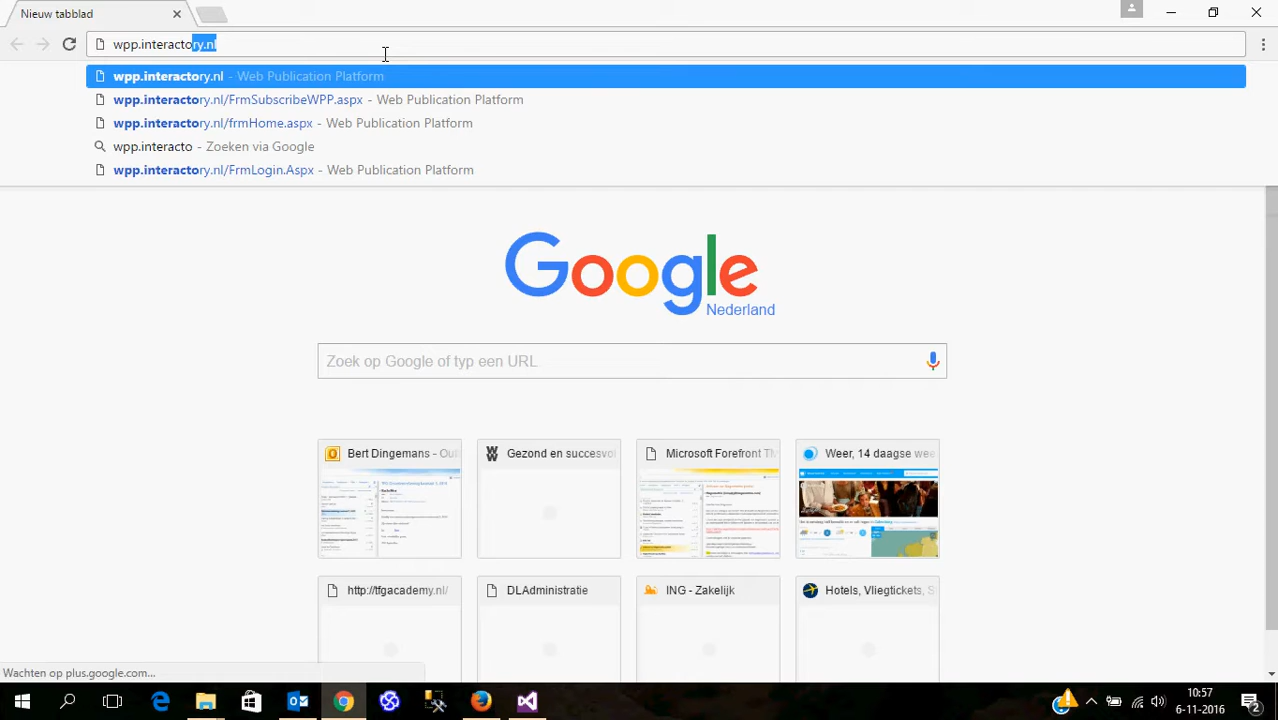 Nieuw tabblad
wpp.interactory.nl
wpp.interactory.nl - Web Publication Platform
wpp.interactory.nl/FrmSubscribeWPP.aspx - Web Publication Platform
wpp.interactory.nl/frmHome.aspx - Web Publication Platform
wpp.interacto - Zoeken via Google
wpp.interactory.nl/FrmLogin.Aspx - Web Publication Platform
Google
Nederland
Zoek op Google of typ een URL
Bert Dingemans - Out
Gezond en succesvol
Microsoft Forefront TM
Weer, 14 daagse wee
http://tfgacademy.nl/
DLAdministratie
ING - Zakelijk
Hotels, Vliegtickets, S
Wachten op plus.google.com...
10:57
6-11-2016
2